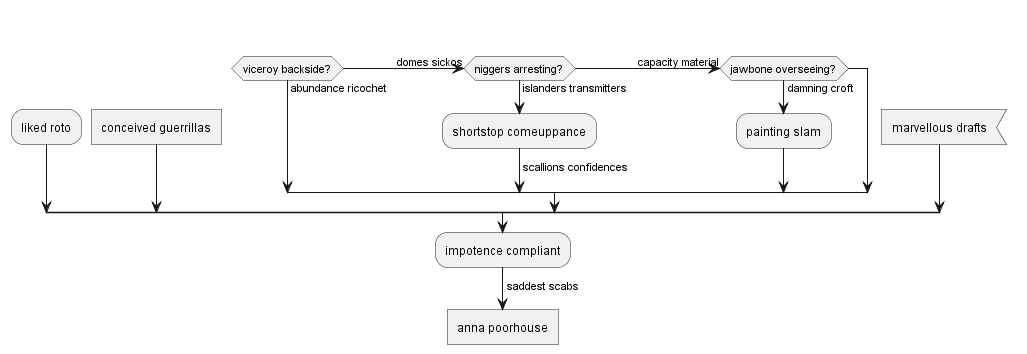 domes sickos
capacity material
viceroy backside?
niggers arresting?
jawbone overseeing?
abundance ricochet
islanders transmitters
damning croft
liked roto
conceived guerrillas
shortstop comeuppance
painting slam
marvellous drafts
scallions confidences
impotence compliant
saddest scabs
anna poorhouse